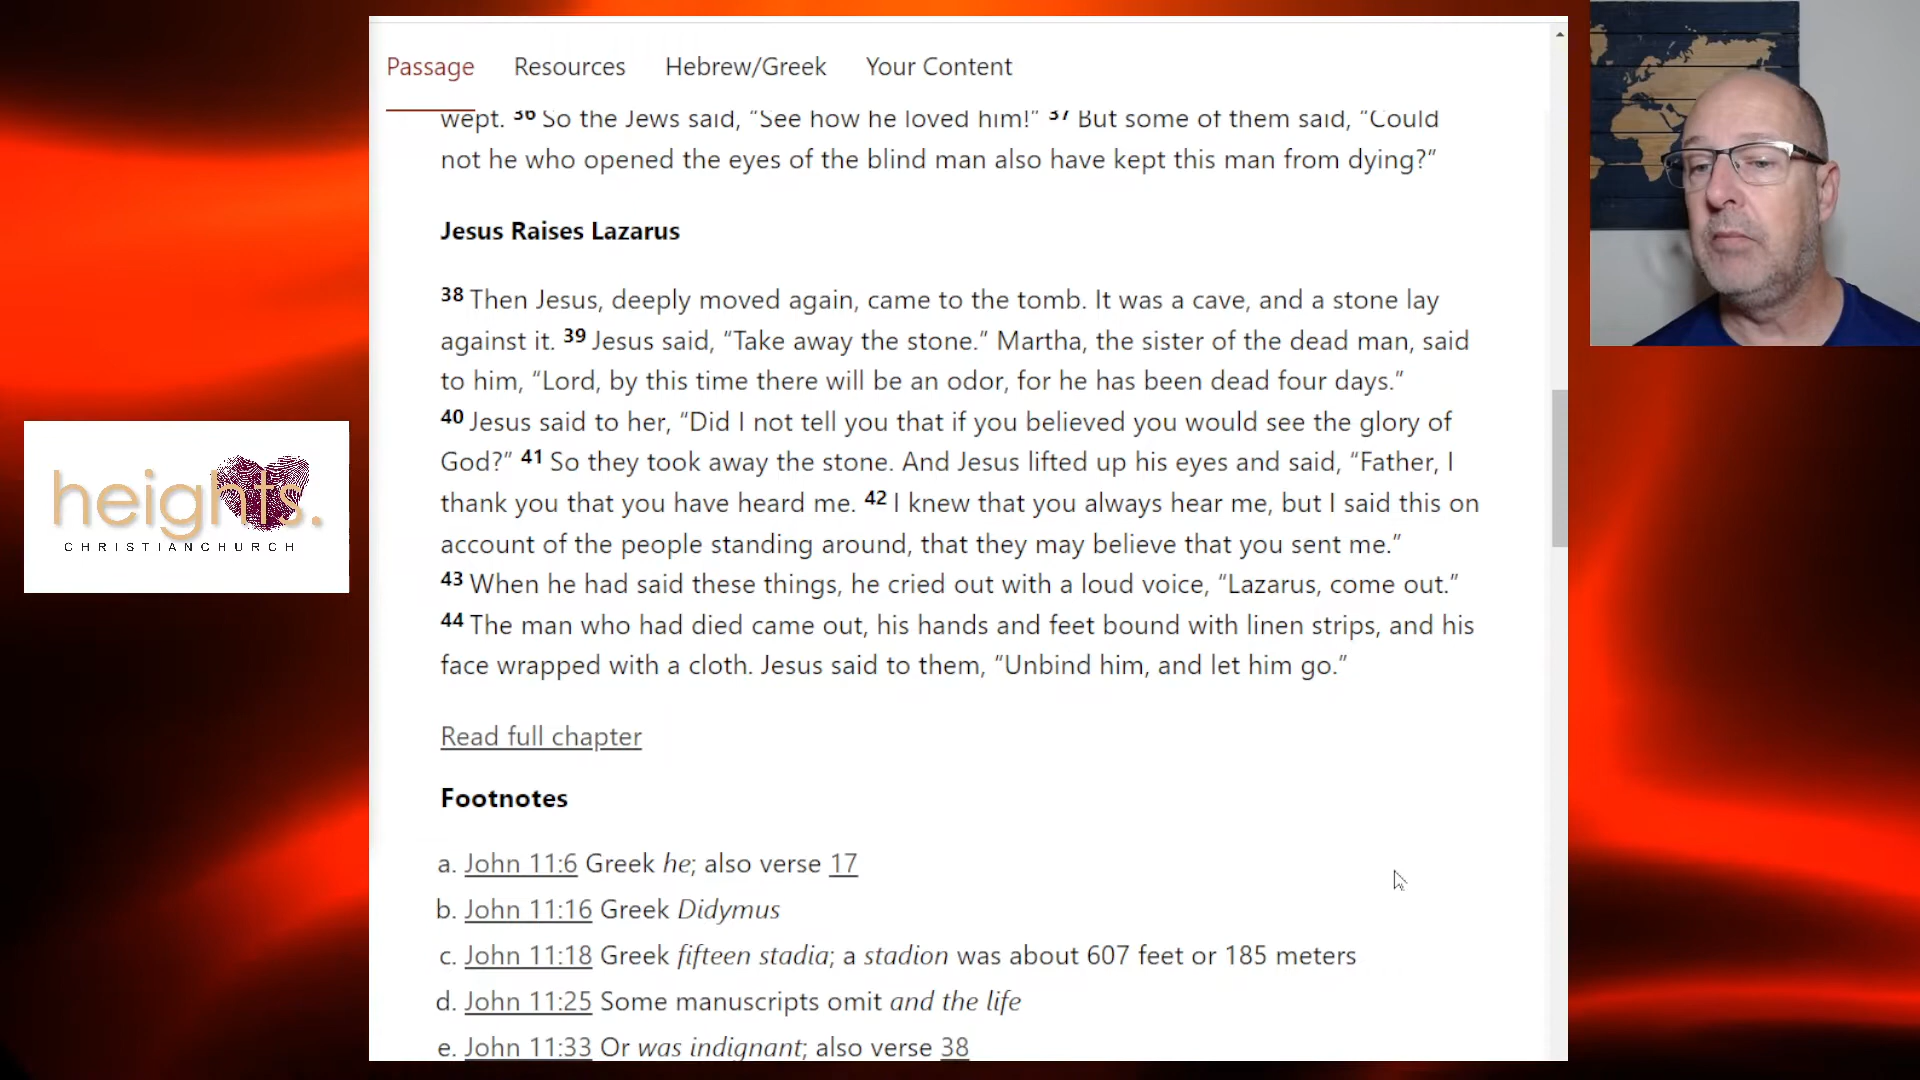 Passage Resources Hebrew/Greek Your Content
wept. 36 So the Jews said, “See how he loved him!” 37 But some of them said, “Could
not he who opened the eyes of the blind man also have kept this man from dying?”
Jesus Raises Lazarus
38 Then Jesus, deeply moved again, came to the tomb. It was a cave, and a stone lay
against it. 39 Jesus said, “Take away the stone.” Martha, the sister of the dead man, said
to him, “Lord, by this time there will be an odor, for he has been dead four days.”
40 Jesus said to her, “Did I not tell you that if you believed you would see the glory of
God?” 41 So they took away the stone. And Jesus lifted up his eyes and said, “Father, I
thank you that you have heard me. 42 I knew that you always hear me, but I said this on
account of the people standing around, that they may believe that you sent me.”
43 When he had said these things, he cried out with a loud voice, “Lazarus, come out.”
44 The man who had died came out, his hands and feet bound with linen strips, and his
face wrapped with a cloth. Jesus said to them, “Unbind him, and let him go.”
Read full chapter
Footnotes
a. John 11:6 Greek he; also verse 17
b. John 11:16 Greek Didymus
c. John 11:18 Greek fifteen stadia; a stadion was about 607 feet or 185 meters
d. John 11:25 Some manuscripts omit and the life
e. John 11:33 Or was indignant; also verse 38
heights.
CHRISTIANCHURCH